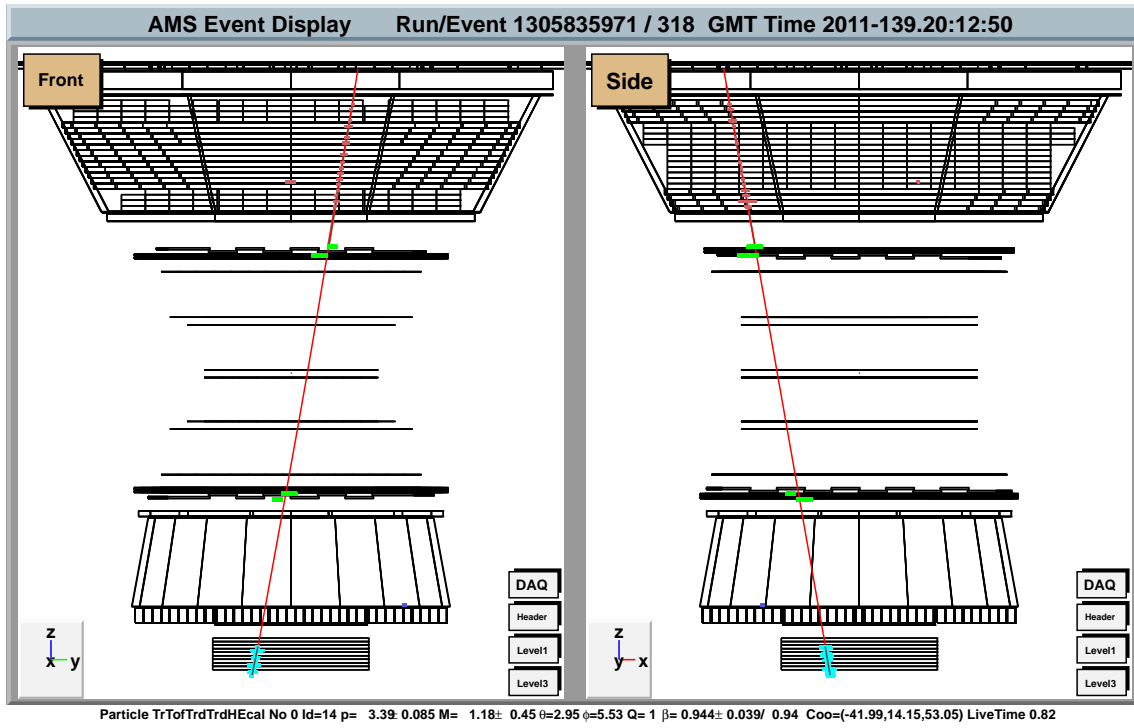 AMS Event Display Run/Event 1305835971 / 318 GMT Time 2011-139.20:12:50
Front
Side
DAQ
Header
Level1
Level3
z
x y
DAQ
Header
Level1
Level3
z
y x
Particle TrTofTrdTrdHEcal No 0 Id=14 p= 3.39± 0.085 M= 1.18± 0.45 θ=2.95 φ=5.53 Q= 1 β= 0.944± 0.039/ 0.94 Coo=(-41.99,14.15,53.05) LiveTime 0.82